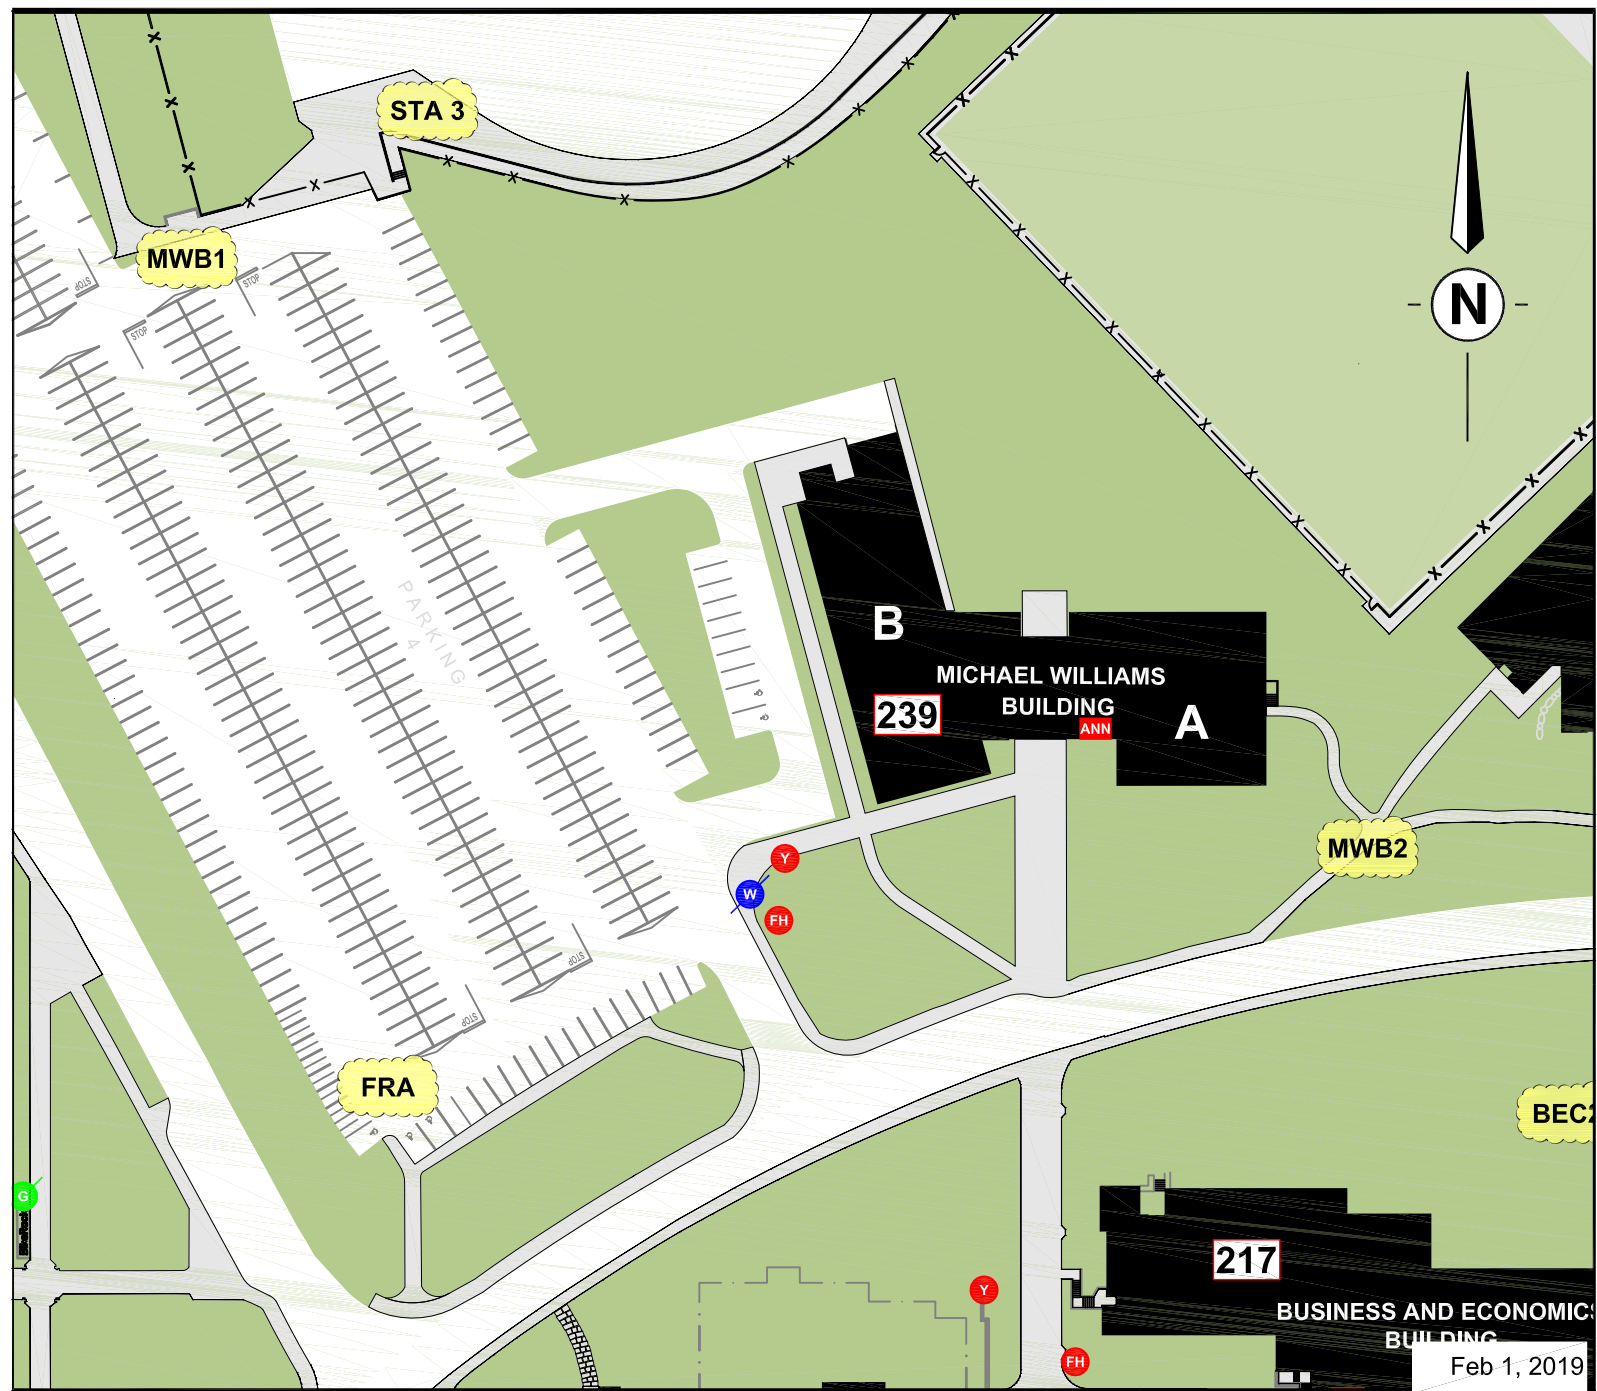 STA 3
MWB1
STOP
STOP
STOP
N
PARKING
4
B
MICHAEL WILLIAMS
BUILDING
239
ANN
A
MWB2
Y
W
FH
STOP
STOP
FRA
BEC2
G
BikeRack
217
Y
BUSINESS AND ECONOMICS
BUILDING
FH
Feb 1, 2019